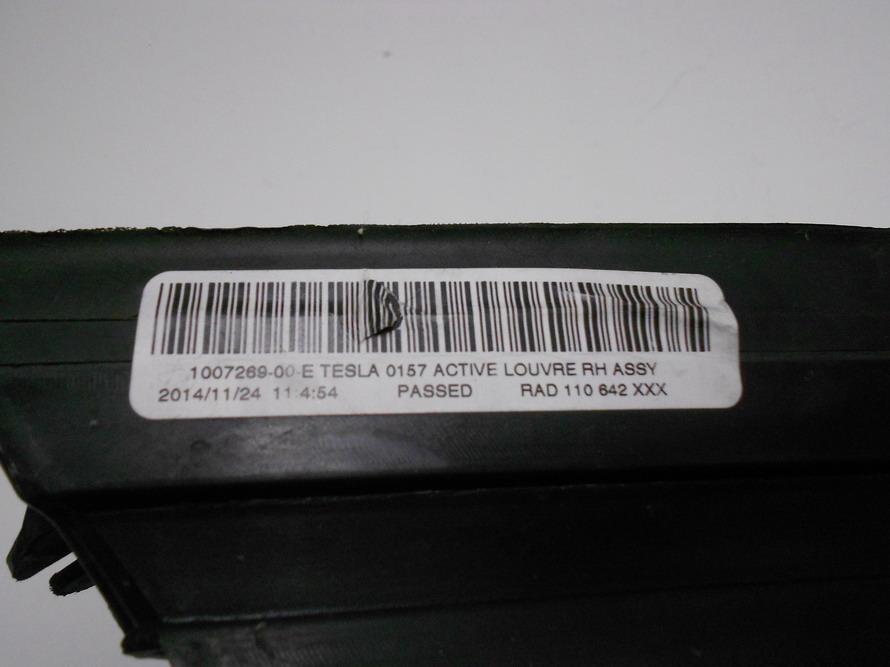 1007269-00-E TESLA 0157 ACTIVE LOUVRE RH ASSY
2014/11/24 11:4:54 PASSED RAD 110 642 XXX